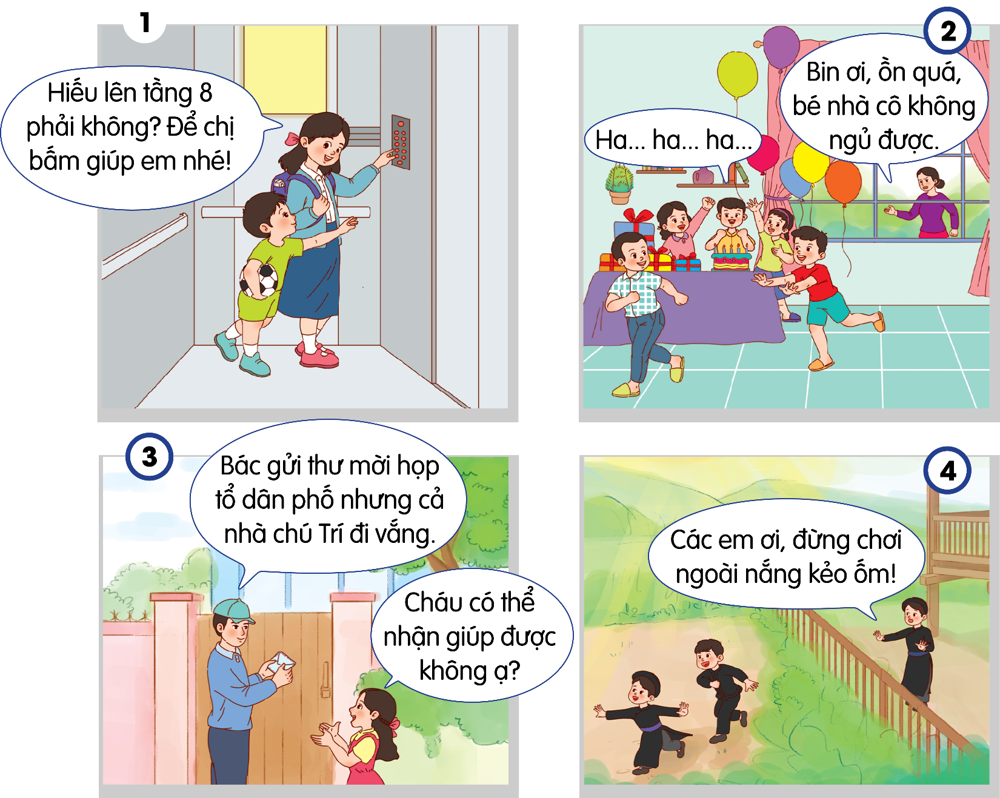 1
Hiếu lên tầng 8
phải không? Để chị
bấm giúp em nhé!
2
Ha... ha... ha...
Bin ơi, ồn quá,
bé nhà cô không
ngủ được.
3
Bác gửi thư mời họp
tổ dân phố nhưng cả
nhà chú Trí đi vắng.
Cháu có thể
nhận giúp được
không ạ?
4
Các em ơi, đừng chơi
ngoài nắng kẻo ốm!